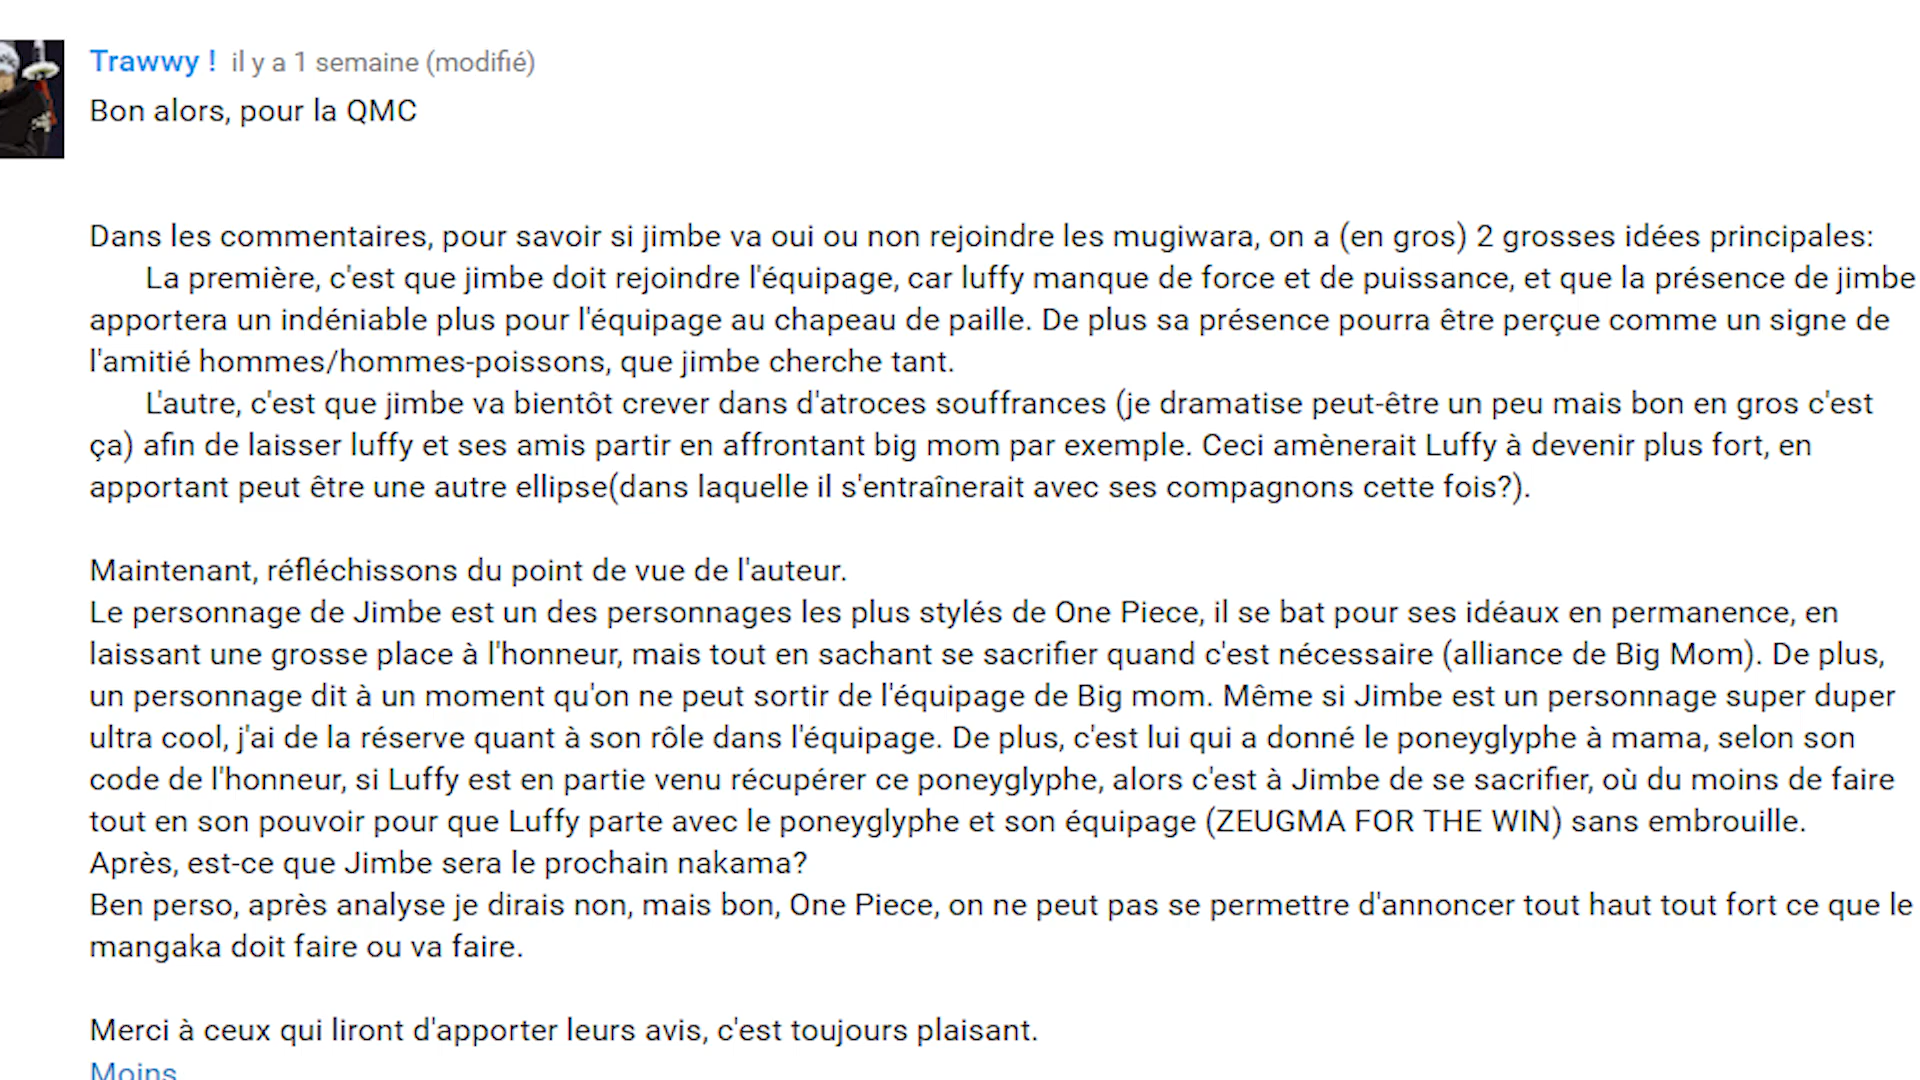 Trawwy ! il y a 1 semaine (modifié)
Bon alors, pour la QMC
Dans les commentaires, pour savoir si jimbe va oui ou non rejoindre les mugiwara, on a (en gros) 2 grosses idées principales:
La première, c'est que jimbe doit rejoindre l'équipage, car luffy manque de force et de puissance, et que la présence de jimbe
apportera un indéniable plus pour l'équipage au chapeau de paille. De plus sa présence pourra être perçue comme un signe de
l'amitié hommes/hommes-poissons, que jimbe cherche tant.
L'autre, c'est que jimbe va bientôt crever dans d'atroces souffrances (je dramatise peut-être un peu mais bon en gros c'est
ça) afin de laisser luffy et ses amis partir en affrontant big mom par exemple. Ceci amènerait Luffy à devenir plus fort, en
apportant peut être une autre ellipse(dans laquelle il s'entraînerait avec ses compagnons cette fois?).
Maintenant, réfléchissons du point de vue de l'auteur.
Le personnage de Jimbe est un des personnages les plus stylés de One Piece, il se bat pour ses idéaux en permanence, en
laissant une grosse place à l'honneur, mais tout en sachant se sacrifier quand c'est nécessaire (alliance de Big Mom). De plus,
un personnage dit à un moment qu'on ne peut sortir de l'équipage de Big mom. Même si Jimbe est un personnage super duper
ultra cool, j'ai de la réserve quant à son rôle dans l'équipage. De plus, c'est lui qui a donné le poneyglyphe à mama, selon son
code de l'honneur, si Luffy est en partie venu récupérer ce poneyglyphe, alors c'est à Jimbe de se sacrifier, où du moins de faire
tout en son pouvoir pour que Luffy parte avec le poneyglyphe et son équipage (ZEUGMA FOR THE WIN) sans embrouille.
Après, est-ce que Jimbe sera le prochain nakama?
Ben perso, après analyse je dirais non, mais bon, One Piece, on ne peut pas se permettre d'annoncer tout haut tout fort ce que le
mangaka doit faire ou va faire.
Merci à ceux qui liront d'apporter leurs avis, c'est toujours plaisant.
Moins